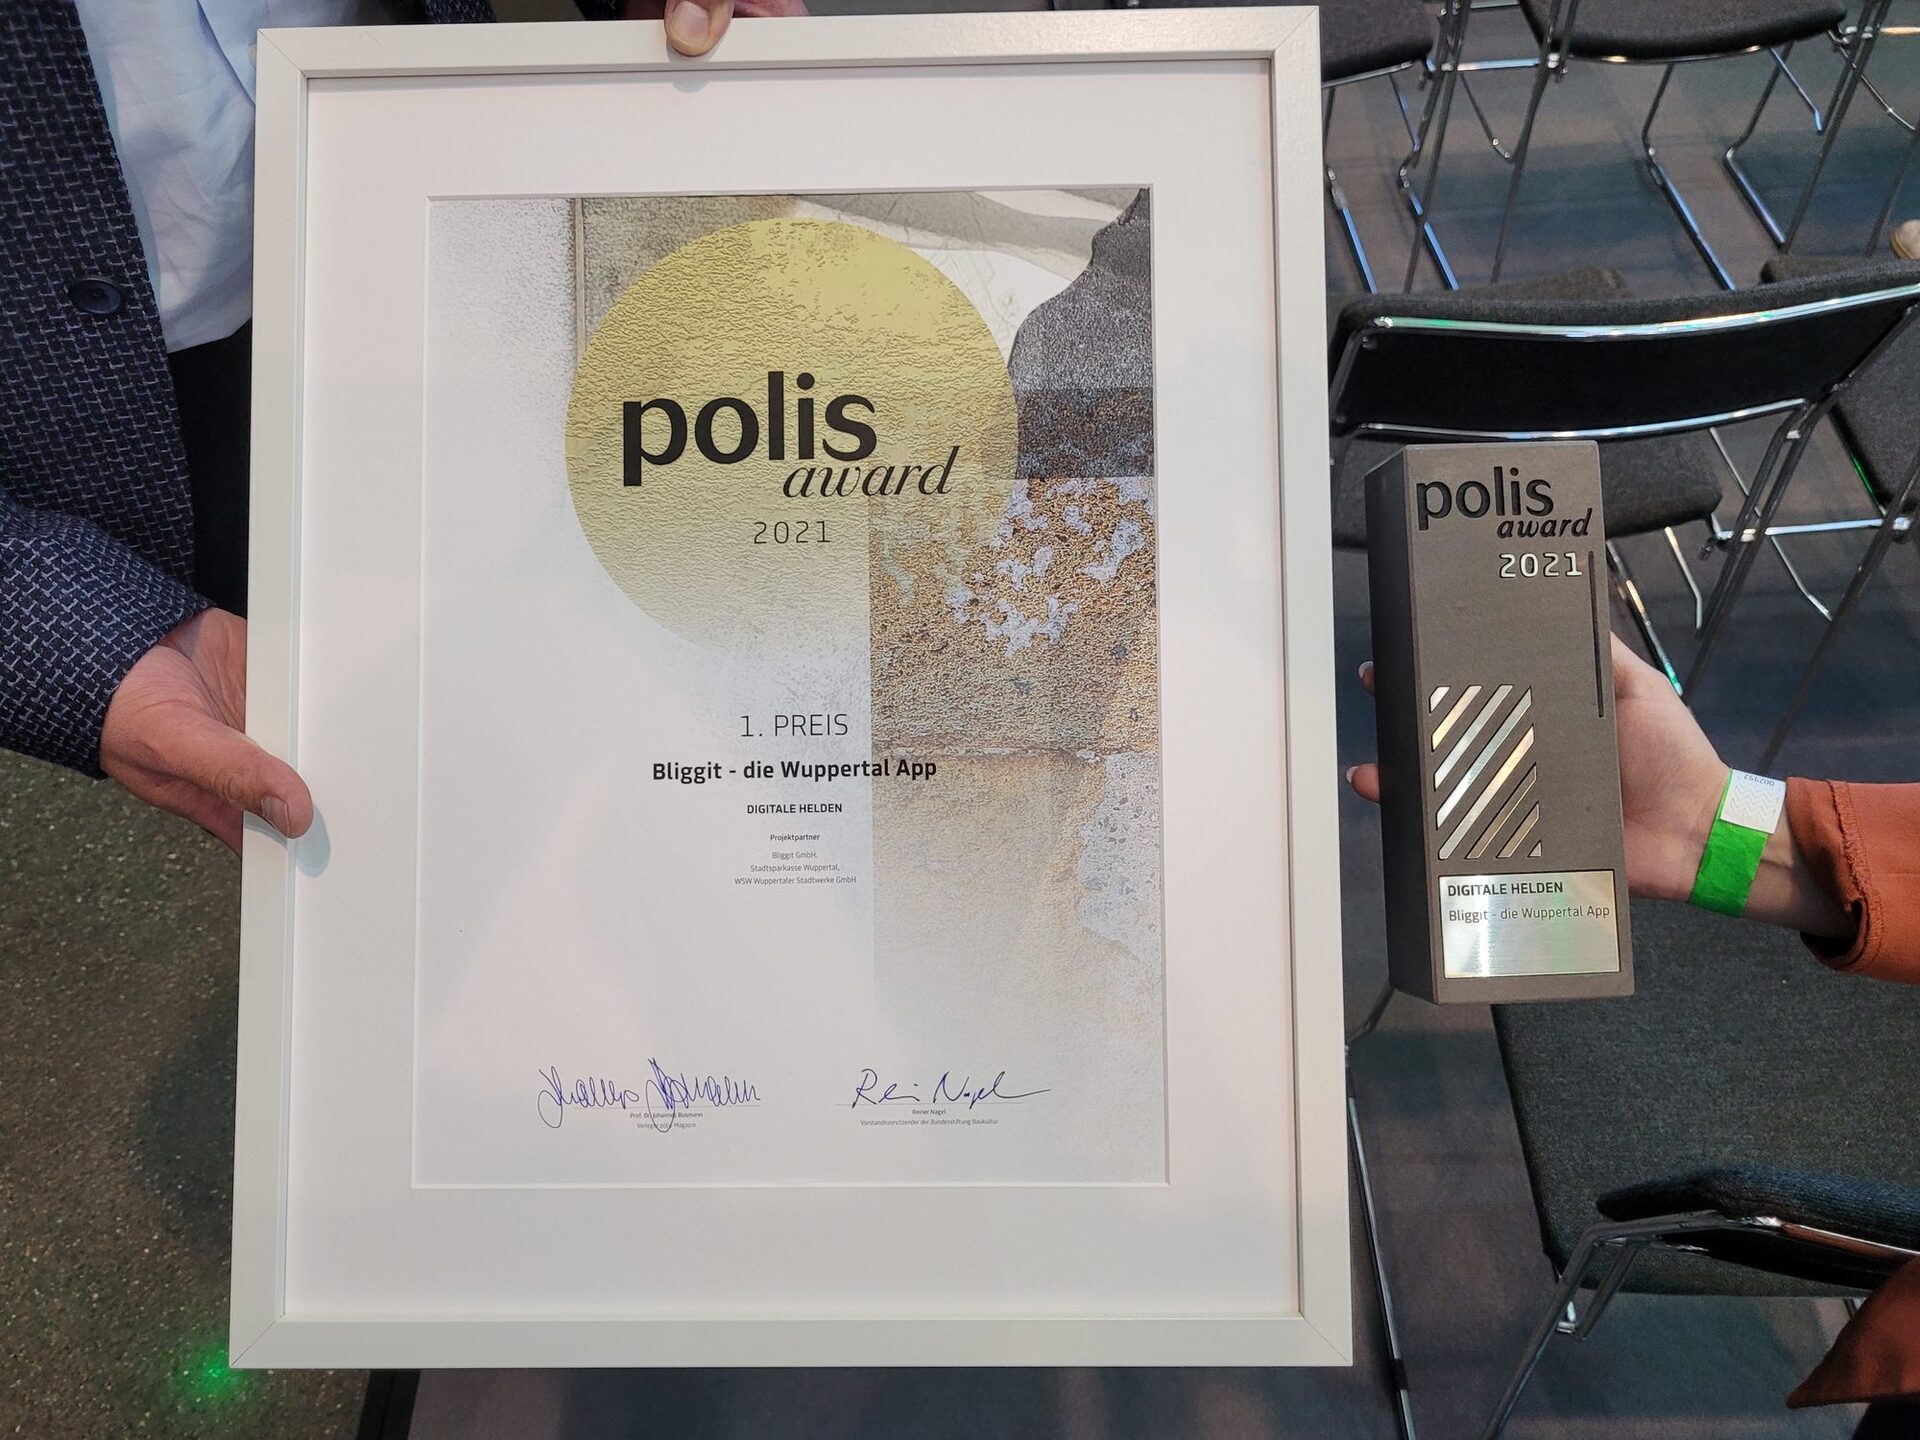 polis
award
2021
1. PREIS
Bliggit - die Wuppertal App
DIGITALE HELDEN
Projektpartner
Bliggit GmbH,
Stadtsparkasse Wuppertal,
WSW Wuppertaler Stadtwerke GmbH
Prof. Dr. Johannes Busmann
Verleger polis Magazin
Reiner Nagel
Vorstandsvorsitzender der Bundesstiftung Baukultur
polis
award
2021
DIGITALE HELDEN
Bliggit - die Wuppertal App